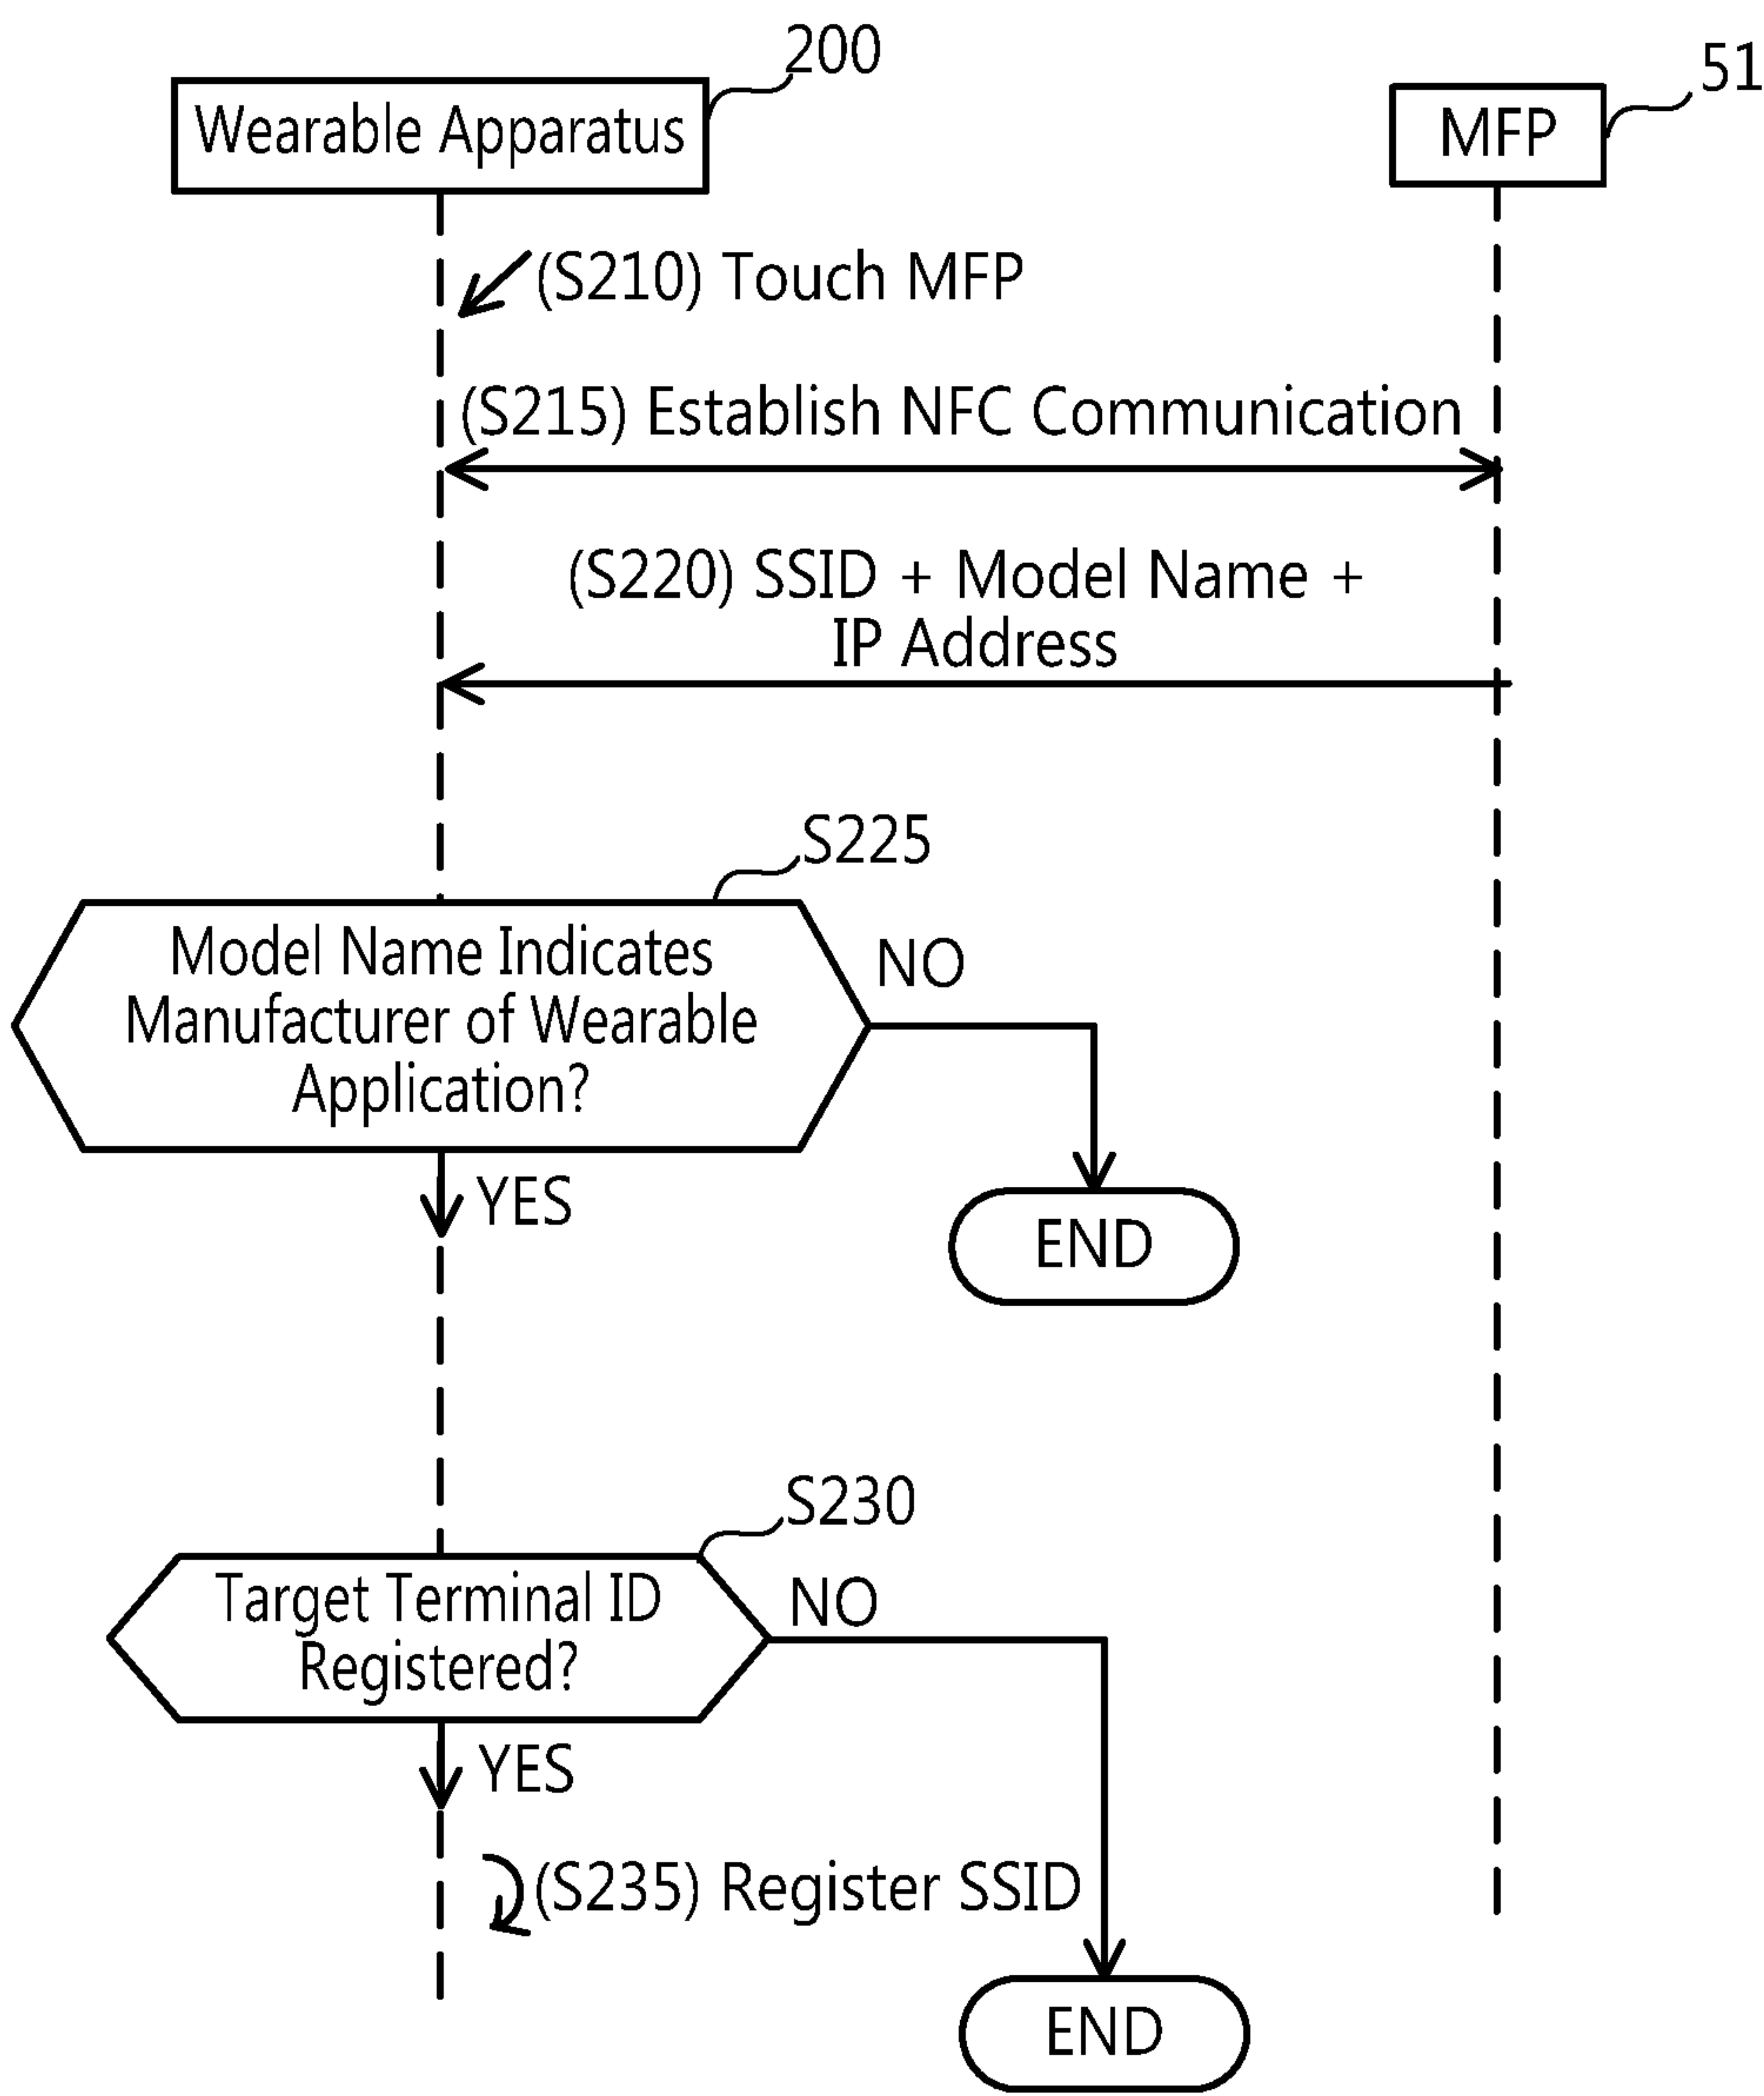 200
51
Wearable Apparatus
MFP
(S210) Touch MFP
(S215) Establish NFC Communication
(S220) SSID + Model Name +
IP Address
S225
Model Name Indicates
Manufacturer of Wearable
Application?
NO
YES
END
S230
Target Terminal ID
Registered?
NO
YES
(S235) Register SSID
END